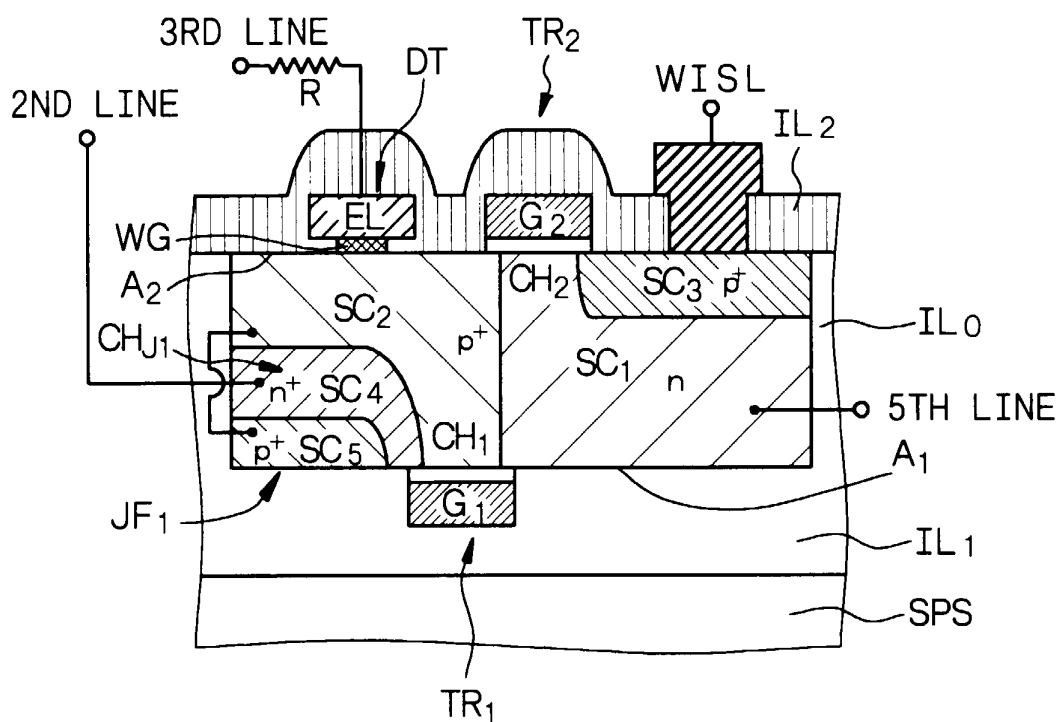 3RD LINE
R
DT
TR2
WISL
2ND LINE
IL2
EL
G2
WG
A2
CH2
SC3 p+
SC2
p+
IL0
CHJ1
SC1
n
n+ SC4
5TH LINE
CH1
p+ SC5
A1
JF1
G1
IL1
SPS
TR1